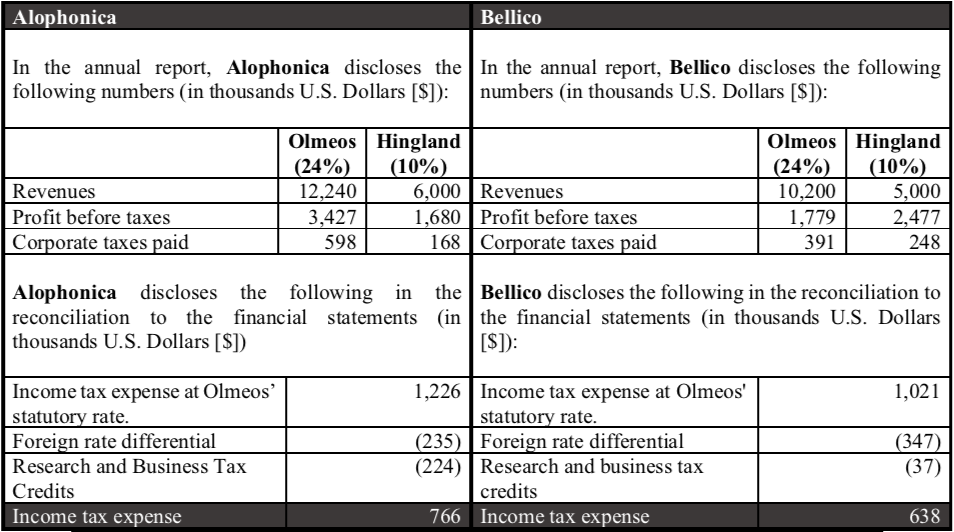 Alophonica
In the annual report, Alophonica discloses the
following numbers (in thousands U.S. Dollars [$]):
Olmeos Hingland
(24%) (10%)
Revenues 12,240 6,000
Profit before taxes 3,427 1,680
Corporate taxes paid 598 168
Alophonica discloses the following in the
reconciliation to the financial statements (in
thousands U.S. Dollars [$])
Income tax expense at Olmeos’ 1,226
statutory rate.
Foreign rate differential (235)
Research and Business Tax (224)
Credits
Income tax expense 766
Bellico
In the annual report, Bellico discloses the following
numbers (in thousands U.S. Dollars [$]):
Olmeos Hingland
(24%) (10%)
Revenues 10,200 5,000
Profit before taxes 1,779 2,477
Corporate taxes paid 391 248
Bellico discloses the following in the reconciliation to
the financial statements (in thousands U.S. Dollars
[$]):
Income tax expense at Olmeos' 1,021
statutory rate.
Foreign rate differential (347)
Research and business tax (37)
credits
Income tax expense 638